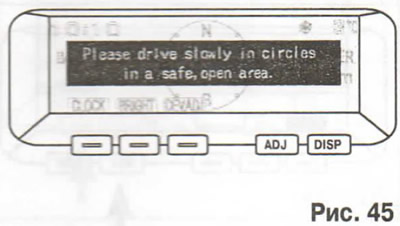 N
Please drive slowly in circles
in a safe, open area.
CLOCK BRIGHT
ADJ DISP
Рис. 45